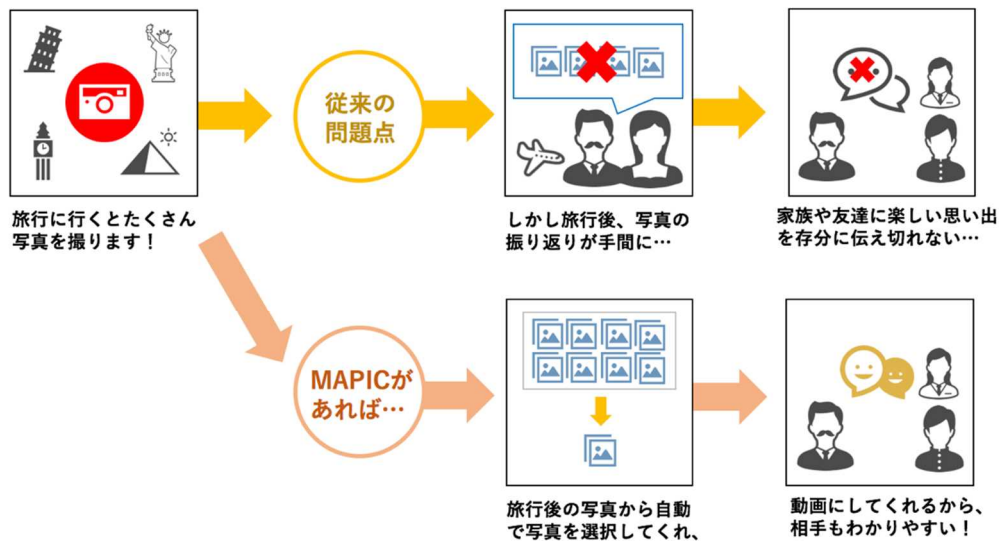 旅行に行くとたくさん
写真を撮ります！
従来の
問題点
しかし旅行後、写真の
振り返りが手間に…
家族や友達に楽しい思い出
を存分に伝え切れない…
MAPICが
あれば…
旅行後の写真から自動
で写真を選択してくれ、
動画にしてくれるから、
相手もわかりやすい！